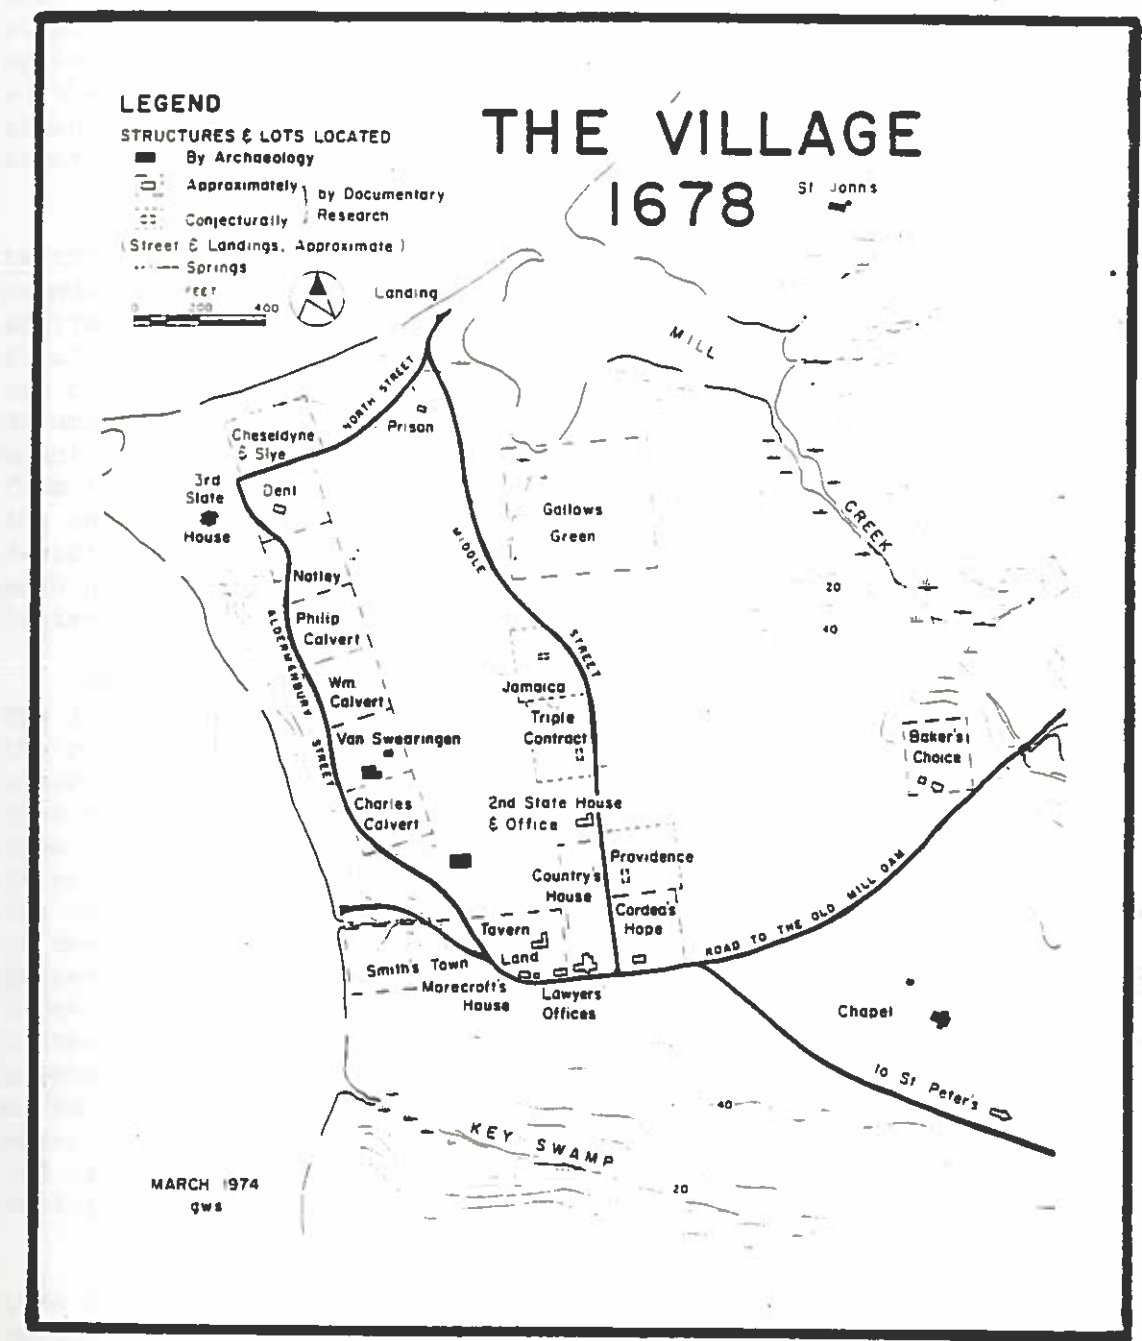 LEGEND
STRUCTURES & LOTS LOCATED
By Archaeology
Approximately
Conjecturally
by Documentary
Research
(Street & Landings, Approximate)
Springs
FEET
0 200 400
THE VILLAGE
1678
St John's
Landing
MILL
CREEK
NORTH STREET
Prison
Cheseldyne
& Slye
3rd
State
House
Dent
Gallows
Green
MIDDLE
STREET
Notley
Philip
Calvert
ALDERMANBURY
STREET
Wm.
Calvert
Van Swearingen
Charles
Calvert
20
40
Jamaica
Triple
Contract
Baker's
Choice
2nd State House
& Office
Providence
Country's
House
Cordea's
Hope
Tavern
Land
Smith's Town
Morecroft's
House
Lawyers
Offices
ROAD TO THE OLD MILL DAM
Chapel
to St Peter's
40
KEY SWAMP
20
MARCH 1974
gws